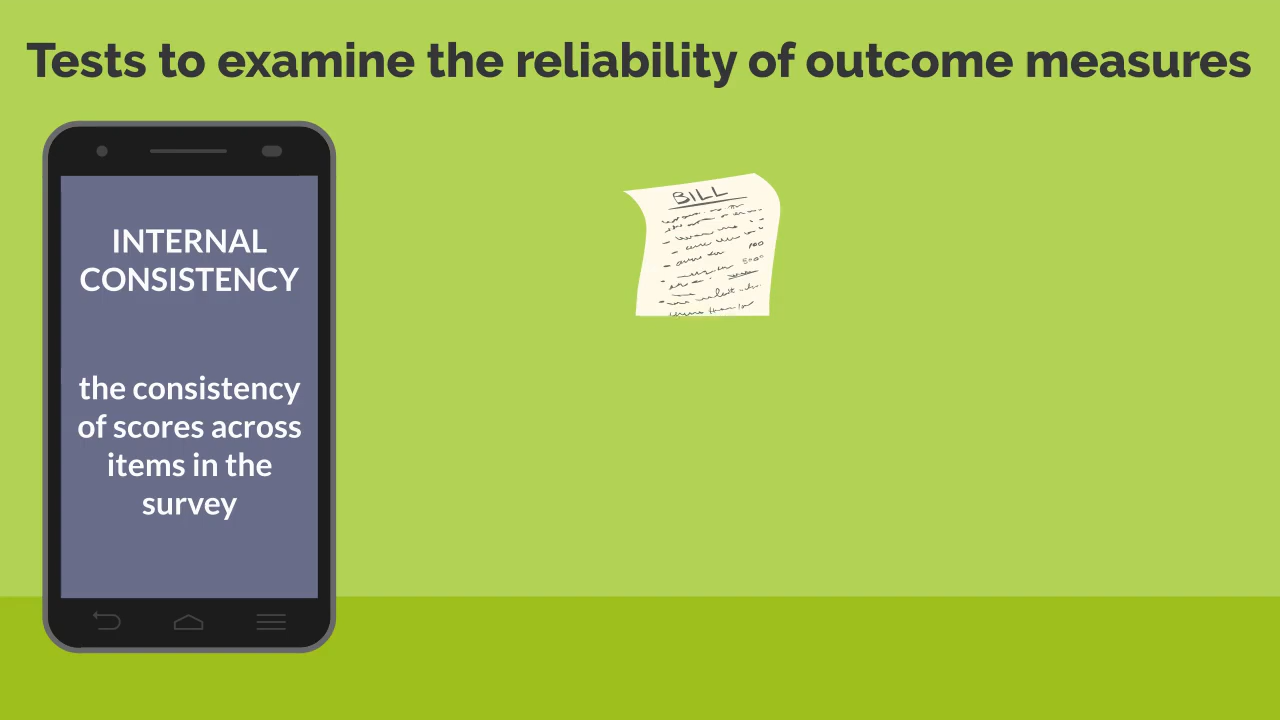 Tests to examine the reliability of outcome measures
INTERNAL
CONSISTENCY
the consistency
of scores across
items in the
survey
BILL